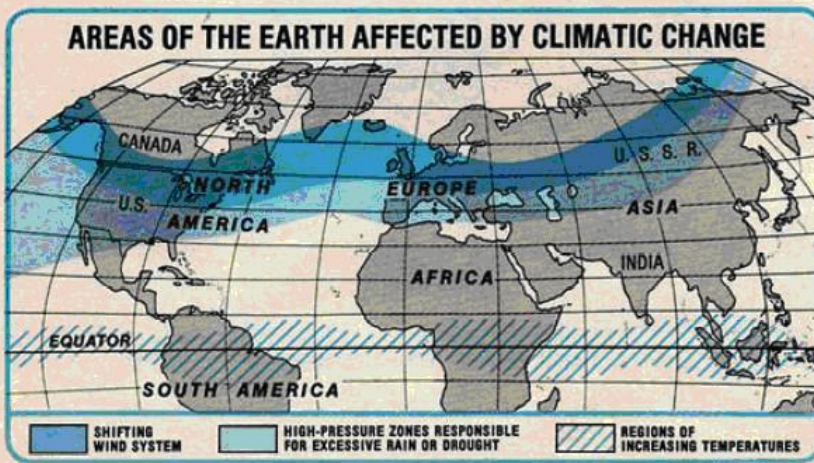 AREAS OF THE EARTH AFFECTED BY CLIMATIC CHANGE
CANADA
U. S. S. R.
NORTH
EUROPE
U.S.
AMERICA
ASIA
AFRICA
INDIA
EQUATOR
SOUTH AMERICA
SHIFTING
WIND SYSTEM
HIGH-PRESSURE ZONES RESPONSIBLE
FOR EXCESSIVE RAIN OR DROUGHT
REGIONS OF
INCREASING TEMPERATURES